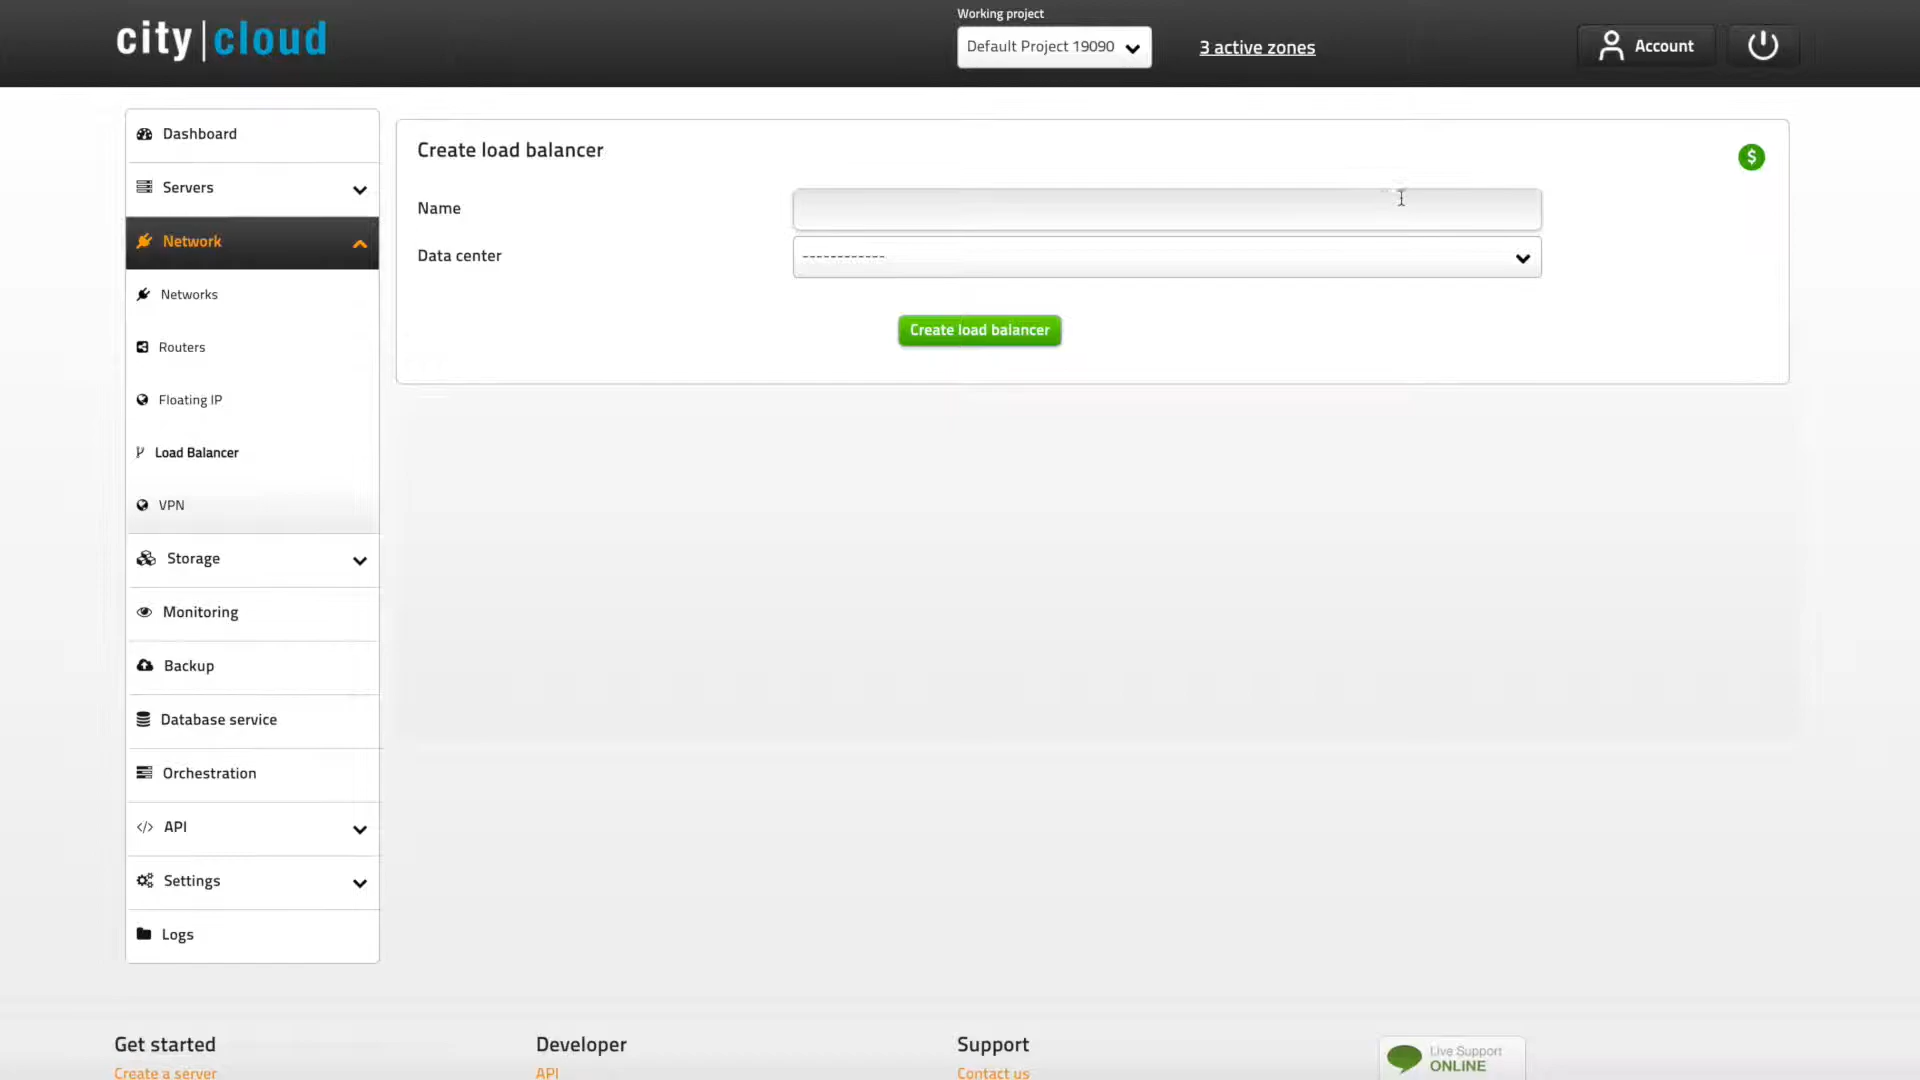 city|cloud
Working project
Default Project 19090
3 active zones
Account
Dashboard
Servers
Network
Networks
Routers
Floating IP
Load Balancer
VPN
Storage
Monitoring
Backup
Database service
Orchestration
</> API
Settings
Logs
Create load balancer
$
Name
Data center
------------
Create load balancer
Get started
Create a server
Developer
API
Support
Contact us
Live Support
ONLINE